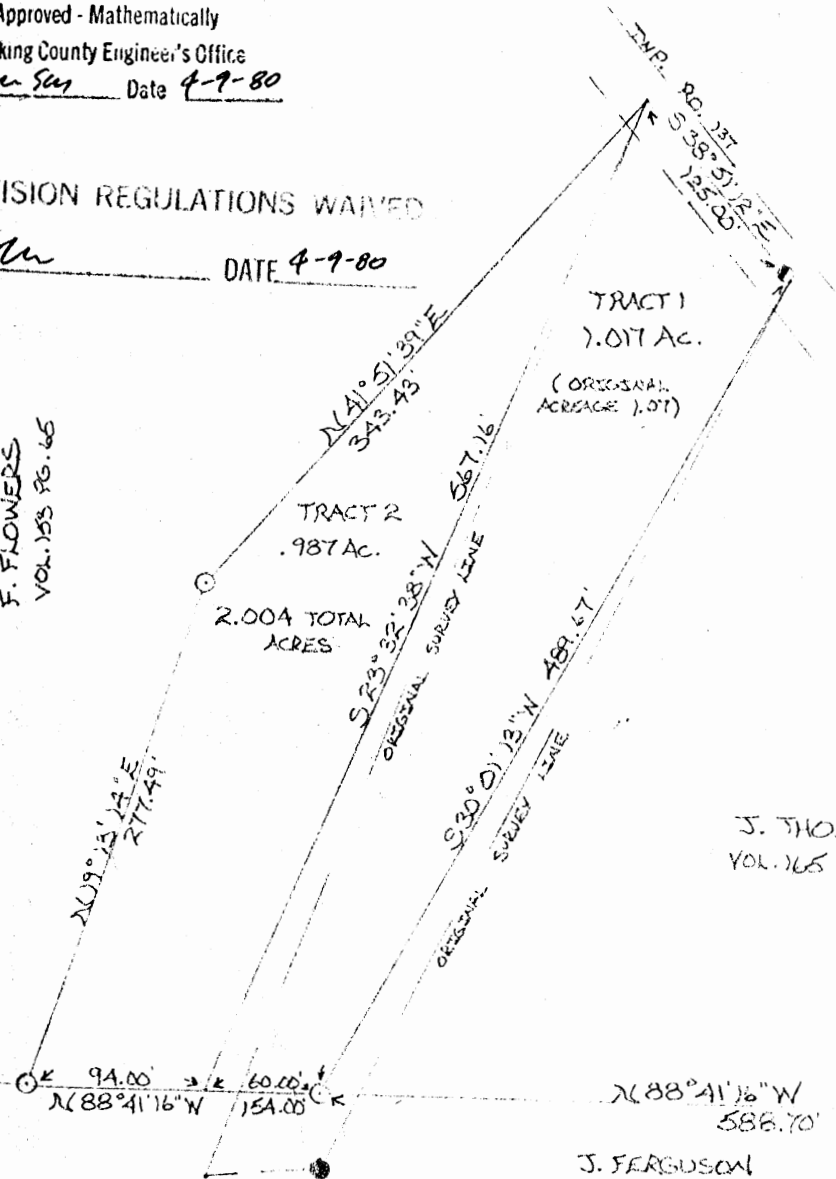 Approved - Mathematically
king County Engineer's Office
Date 4-9-80
ISION REGULATIONS WAIVED
DATE 4-9-80
TWP. RD. 137
S 38° 51' 12" E
125.00'
TRACT 1
1.017 Ac.
(ORIGINAL
ACREAGE 1.07)
N 41° 51' 39" E
343.43'
F. FLOWERS
VOL. 153 PG. 65
TRACT 2
.987 Ac.
2.004 TOTAL
ACRES
S 23° 32' 38" W 567.16'
ORIGINAL SURVEY LINE
S 30° 01' 13" W 489.67'
ORIGINAL SURVEY LINE
N 19° 13' 14" E
277.49'
J. THO
VOL. 165
94.00' 60.00'
N 88° 41' 16" W 154.00'
N 88° 41' 16" W
588.70'
J. FERGUSON